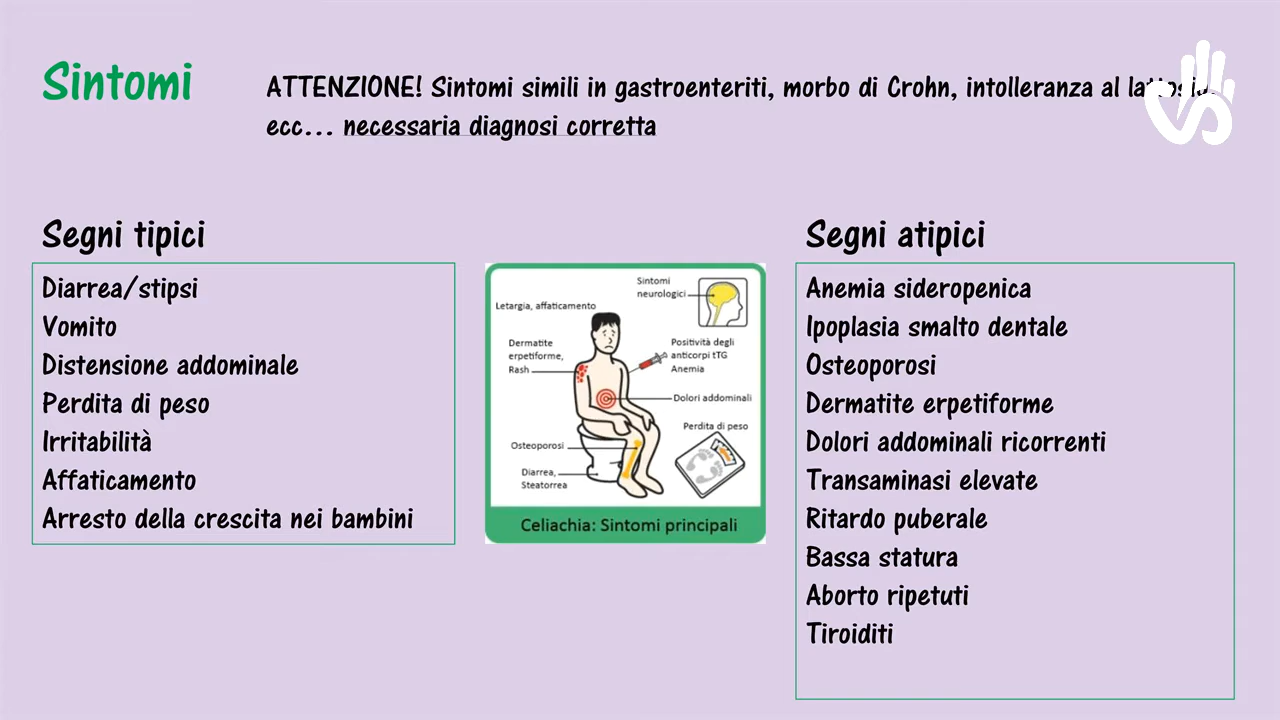 Sintomi
ATTENZIONE! Sintomi simili in gastroenteriti, morbo di Crohn, intolleranza al
ecc... necessaria diagnosi corretta
Segni tipici
Diarrea/stipsi
Vomito
Distensione addominale
Perdita di peso
Irritabilità
Affaticamento
Arresto della crescita nei bambini
Sintomi
neurologici
Letargia, affaticamento
Dermatite
erpetiforme,
Rash
Positività degli
anticorpi tTG
Anemia
Dolori addominali
Perdita di peso
Osteoporosi
Diarrea,
Steatorrea
Celiachia: Sintomi principali
Segni atipici
Anemia sideropenica
Ipoplasia smalto dentale
Osteoporosi
Dermatite erpetiforme
Dolori addominali ricorrenti
Transaminasi elevate
Ritardo puberale
Bassa statura
Aborto ripetuti
Tiroiditi